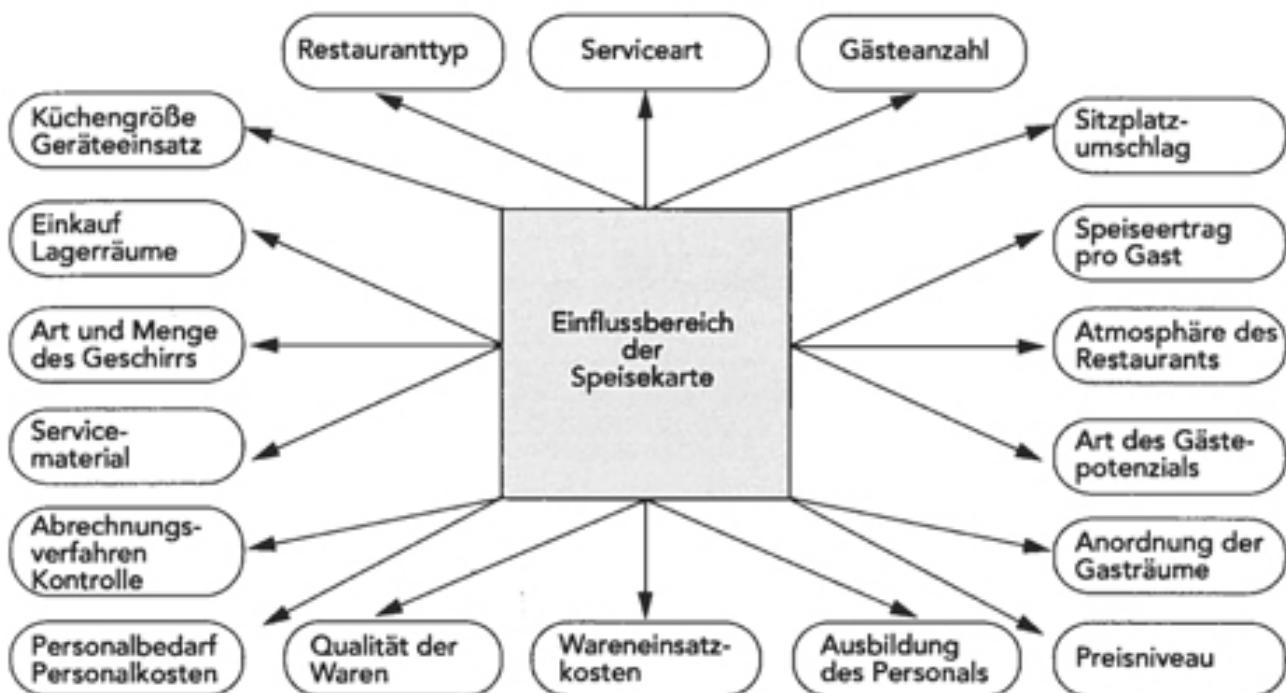 Restauranttyp
Serviceart
Gästeanzahl
Küchengröße
Geräteeinsatz
Sitzplatz-
umschlag
Einkauf
Lagerräume
Speiseertrag
pro Gast
Einflussbereich
der
Speisekarte
Art und Menge
des Geschirrs
Atmosphäre des
Restaurants
Service-
material
Art des Gäste-
potenzials
Abrechnungs-
verfahren
Kontrolle
Anordnung der
Gasträume
Personalbedarf
Personalkosten
Qualität der
Waren
Wareneinsatz-
kosten
Ausbildung
des Personals
Preisniveau